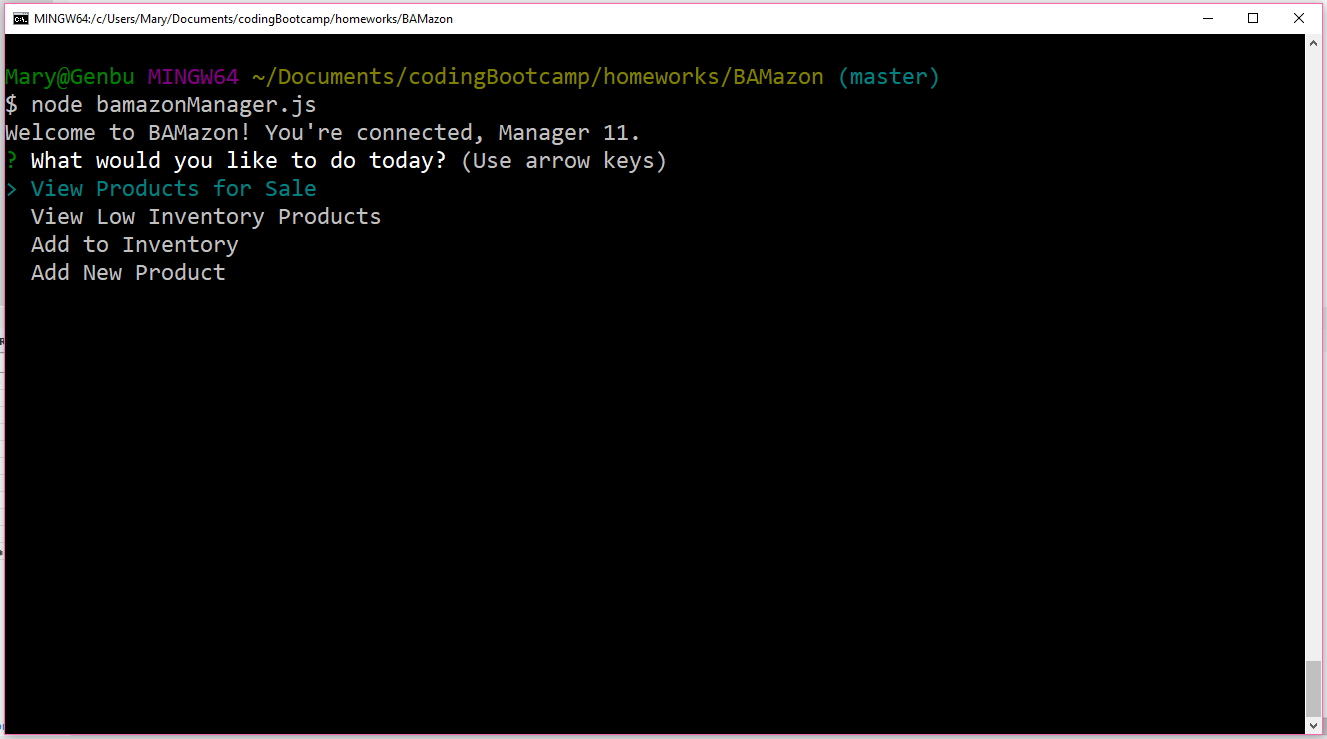 MINGW64:/c/Users/Mary/Documents/codingBootcamp/homeworks/BAMazon
Mary@Genbu MINGW64 ~/Documents/codingBootcamp/homeworks/BAMazon (master)
$ node bamazonManager.js
Welcome to BAMazon! You're connected, Manager 11.
? What would you like to do today? (Use arrow keys)
> View Products for Sale
  View Low Inventory Products
  Add to Inventory
  Add New Product